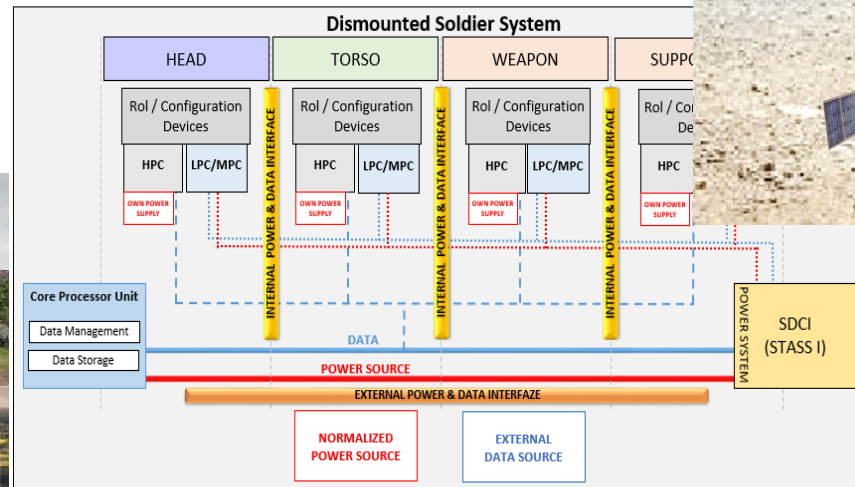 Dismounted Soldier System
HEAD
TORSO
WEAPON
RoI / Configuration
Devices
RoI / Configuration
Devices
RoI / Configuration
Devices
HPC
LPC/MPC
HPC
LPC/MPC
HPC
LPC/MPC
HPC
OWN POWER
SUPPLY
OWN POWER
SUPPLY
OWN POWER
SUPPLY
OWN POWER
SUPPLY
INTERNAL POWER & DATA INTERFACE
INTERNAL POWER & DATA INTERFACE
INTERNAL POWER & DATA INTERFACE
Core Processor Unit
Data Management
Data Storage
DATA
POWER SOURCE
POWER SYSTEM
SDCI
(STASS I)
EXTERNAL POWER & DATA INTERFAZE
NORMALIZED
POWER SOURCE
EXTERNAL
DATA SOURCE